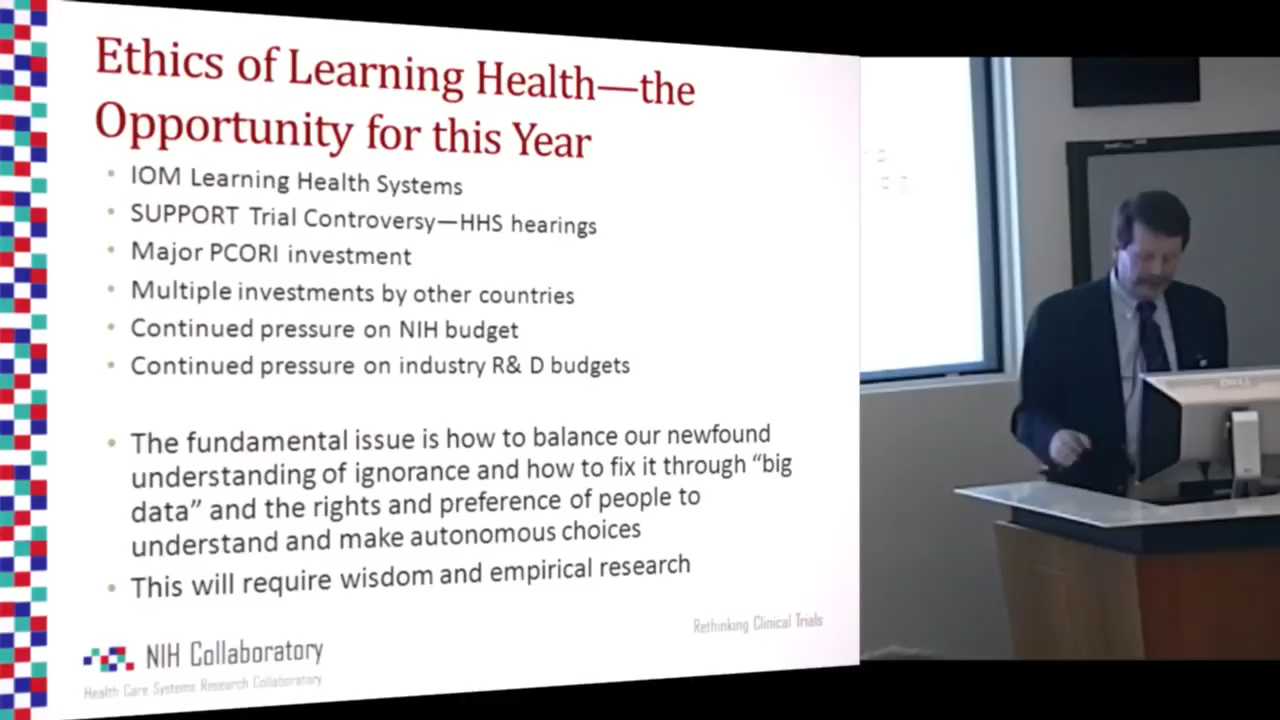 Ethics of Learning Health—the
Opportunity for this Year
• IOM Learning Health Systems
• SUPPORT Trial Controversy—HHS hearings
• Major PCORI investment
• Multiple investments by other countries
• Continued pressure on NIH budget
• Continued pressure on industry R& D budgets
• The fundamental issue is how to balance our newfound
understanding of ignorance and how to fix it through “big
data” and the rights and preference of people to
understand and make autonomous choices
• This will require wisdom and empirical research
Rethinking Clinical Trials
NIH Collaboratory
Health Care Systems Research Collaboratory
DELL